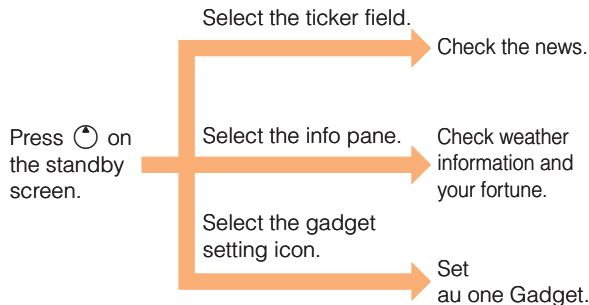 Select the ticker field.
Check the news.
Press on
the standby
screen.
Select the info pane.
Check weather
information and
your fortune.
Select the gadget
setting icon.
Set
au one Gadget.